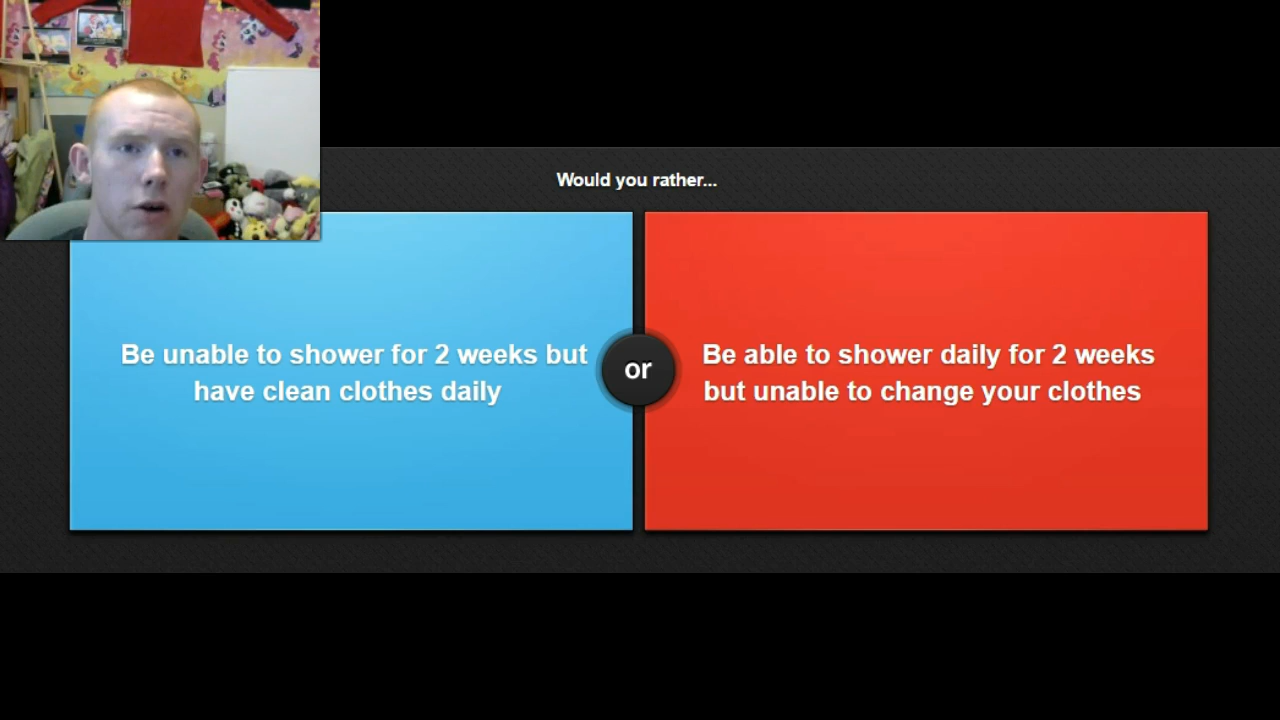 Would you rather...
Be unable to shower for 2 weeks but
have clean clothes daily
or
Be able to shower daily for 2 weeks
but unable to change your clothes